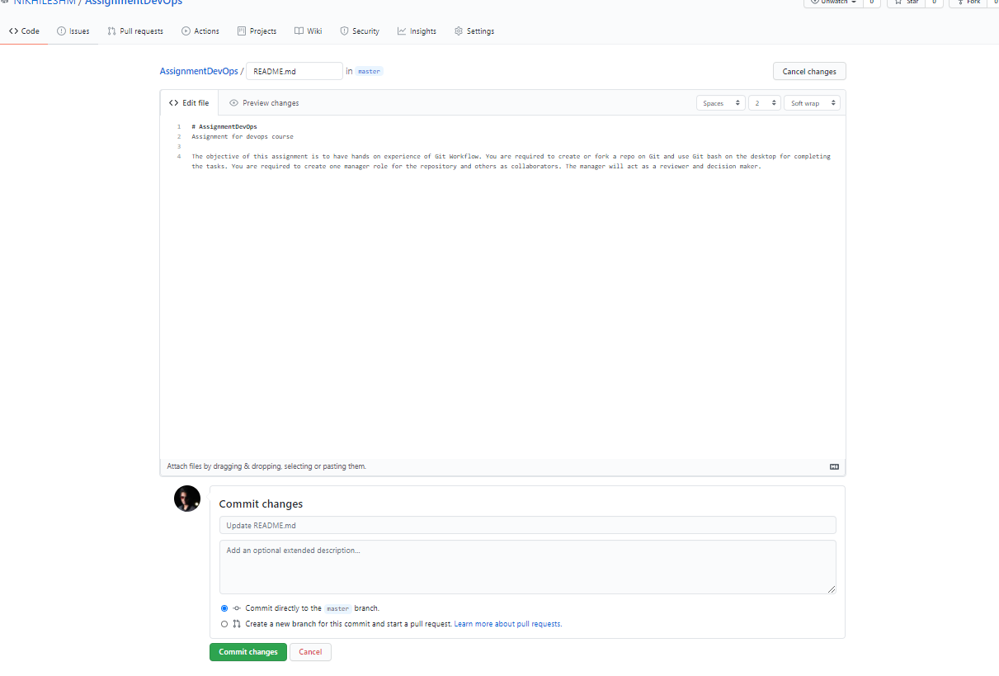 NIKHILESHM / AssignmentDevOps
Unwatch 0 Star 0 Fork 0
Code Issues Pull requests Actions Projects Wiki Security Insights Settings
AssignmentDevOps / README.md in master Cancel changes
Edit file Preview changes Spaces 2 Soft wrap
1 # AssignmentDevOps
2 Assignment for devops course
3
4 The objective of this assignment is to have hands on experience of Git Workflow. You are required to create or fork a repo on Git and use Git bash on the desktop for completing
the tasks. You are required to create one manager role for the repository and others as collaborators. The manager will act as a reviewer and decision maker.
Attach files by dragging & dropping, selecting or pasting them.
Commit changes
Update README.md
Add an optional extended description...
Commit directly to the master branch.
Create a new branch for this commit and start a pull request. Learn more about pull requests.
Commit changes Cancel